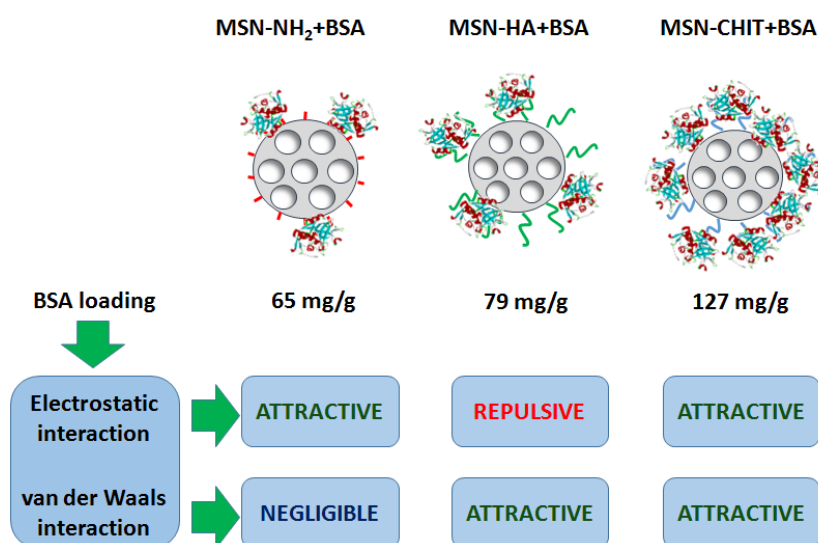 MSN-NH₂+BSA MSN-HA+BSA MSN-CHIT+BSA
BSA loading 65 mg/g 79 mg/g 127 mg/g
Electrostatic
interaction
ATTRACTIVE REPULSIVE ATTRACTIVE
van der Waals
interaction
NEGLIGIBLE ATTRACTIVE ATTRACTIVE